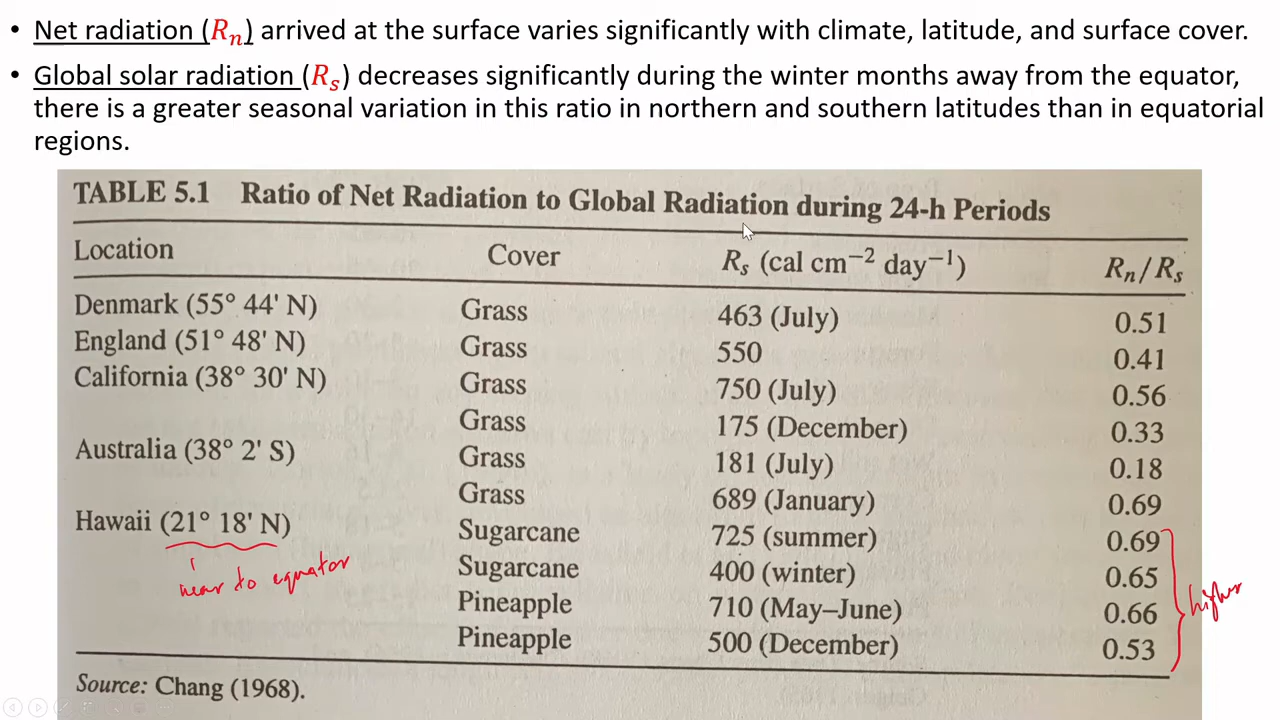 • Net radiation (Rₙ) arrived at the surface varies significantly with climate, latitude, and surface cover.
• Global solar radiation (Rₛ) decreases significantly during the winter months away from the equator,
there is a greater seasonal variation in this ratio in northern and southern latitudes than in equatorial
regions.
TABLE 5.1 Ratio of Net Radiation to Global Radiation during 24-h Periods
Location Cover Rₛ (cal cm⁻² day⁻¹) Rₙ/Rₛ
Denmark (55° 44' N) Grass 463 (July) 0.51
England (51° 48' N) Grass 550 0.41
California (38° 30' N) Grass 750 (July) 0.56
Grass 175 (December) 0.33
Australia (38° 2' S) Grass 181 (July) 0.18
Grass 689 (January) 0.69
Hawaii (21° 18' N) Sugarcane 725 (summer) 0.69
Sugarcane 400 (winter) 0.65
Pineapple 710 (May–June) 0.66
Pineapple 500 (December) 0.53
near to equator
higher
Source: Chang (1968).